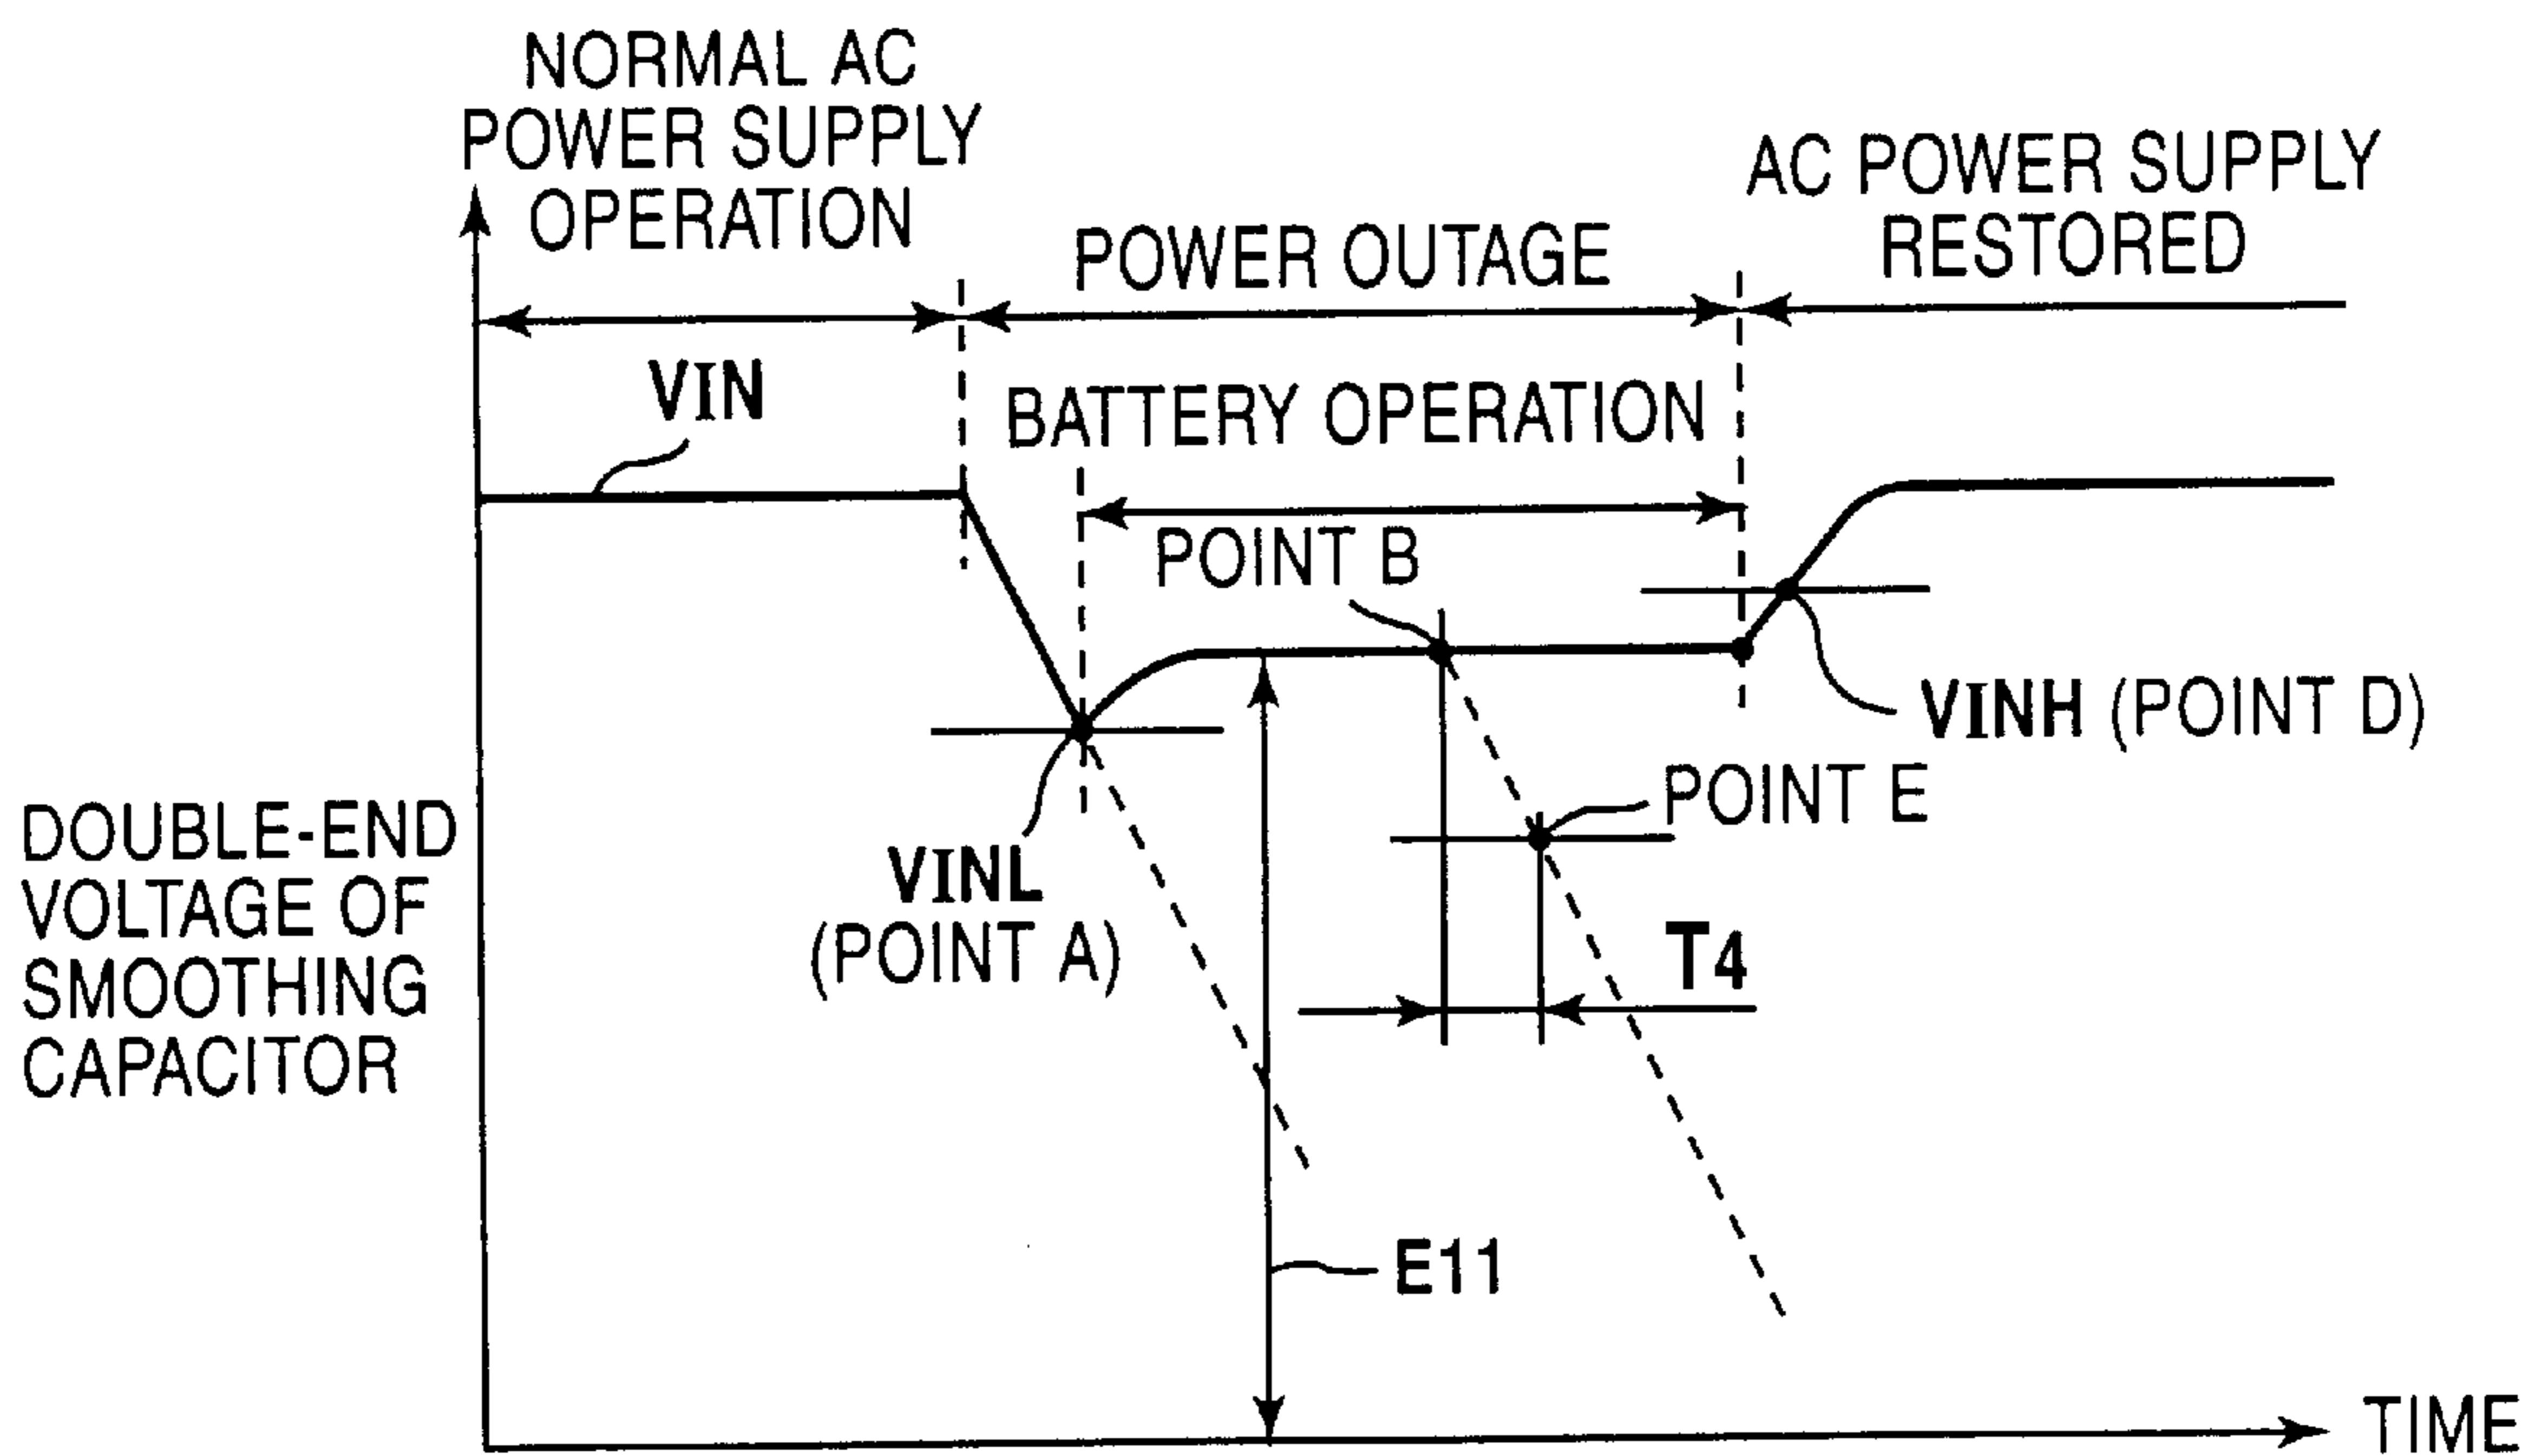 NORMAL AC
POWER SUPPLY
OPERATION
AC POWER SUPPLY
RESTORED
POWER OUTAGE
VIN
BATTERY OPERATION
POINT B
VINH (POINT D)
POINT E
DOUBLE-END
VOLTAGE OF
SMOOTHING
CAPACITOR
VINL
(POINT A)
T4
E11
TIME